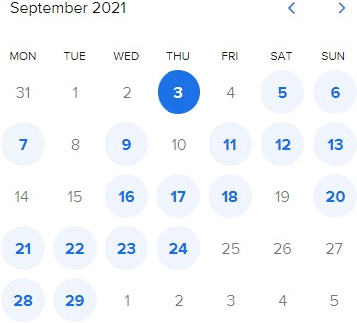 September 2021
MON TUE WED THU FRI SAT SUN
31 1 2 3 4 5 6
7 8 9 10 11 12 13
14 15 16 17 18 19 20
21 22 23 24 25 26 27
28 29 1 2 3 4 5